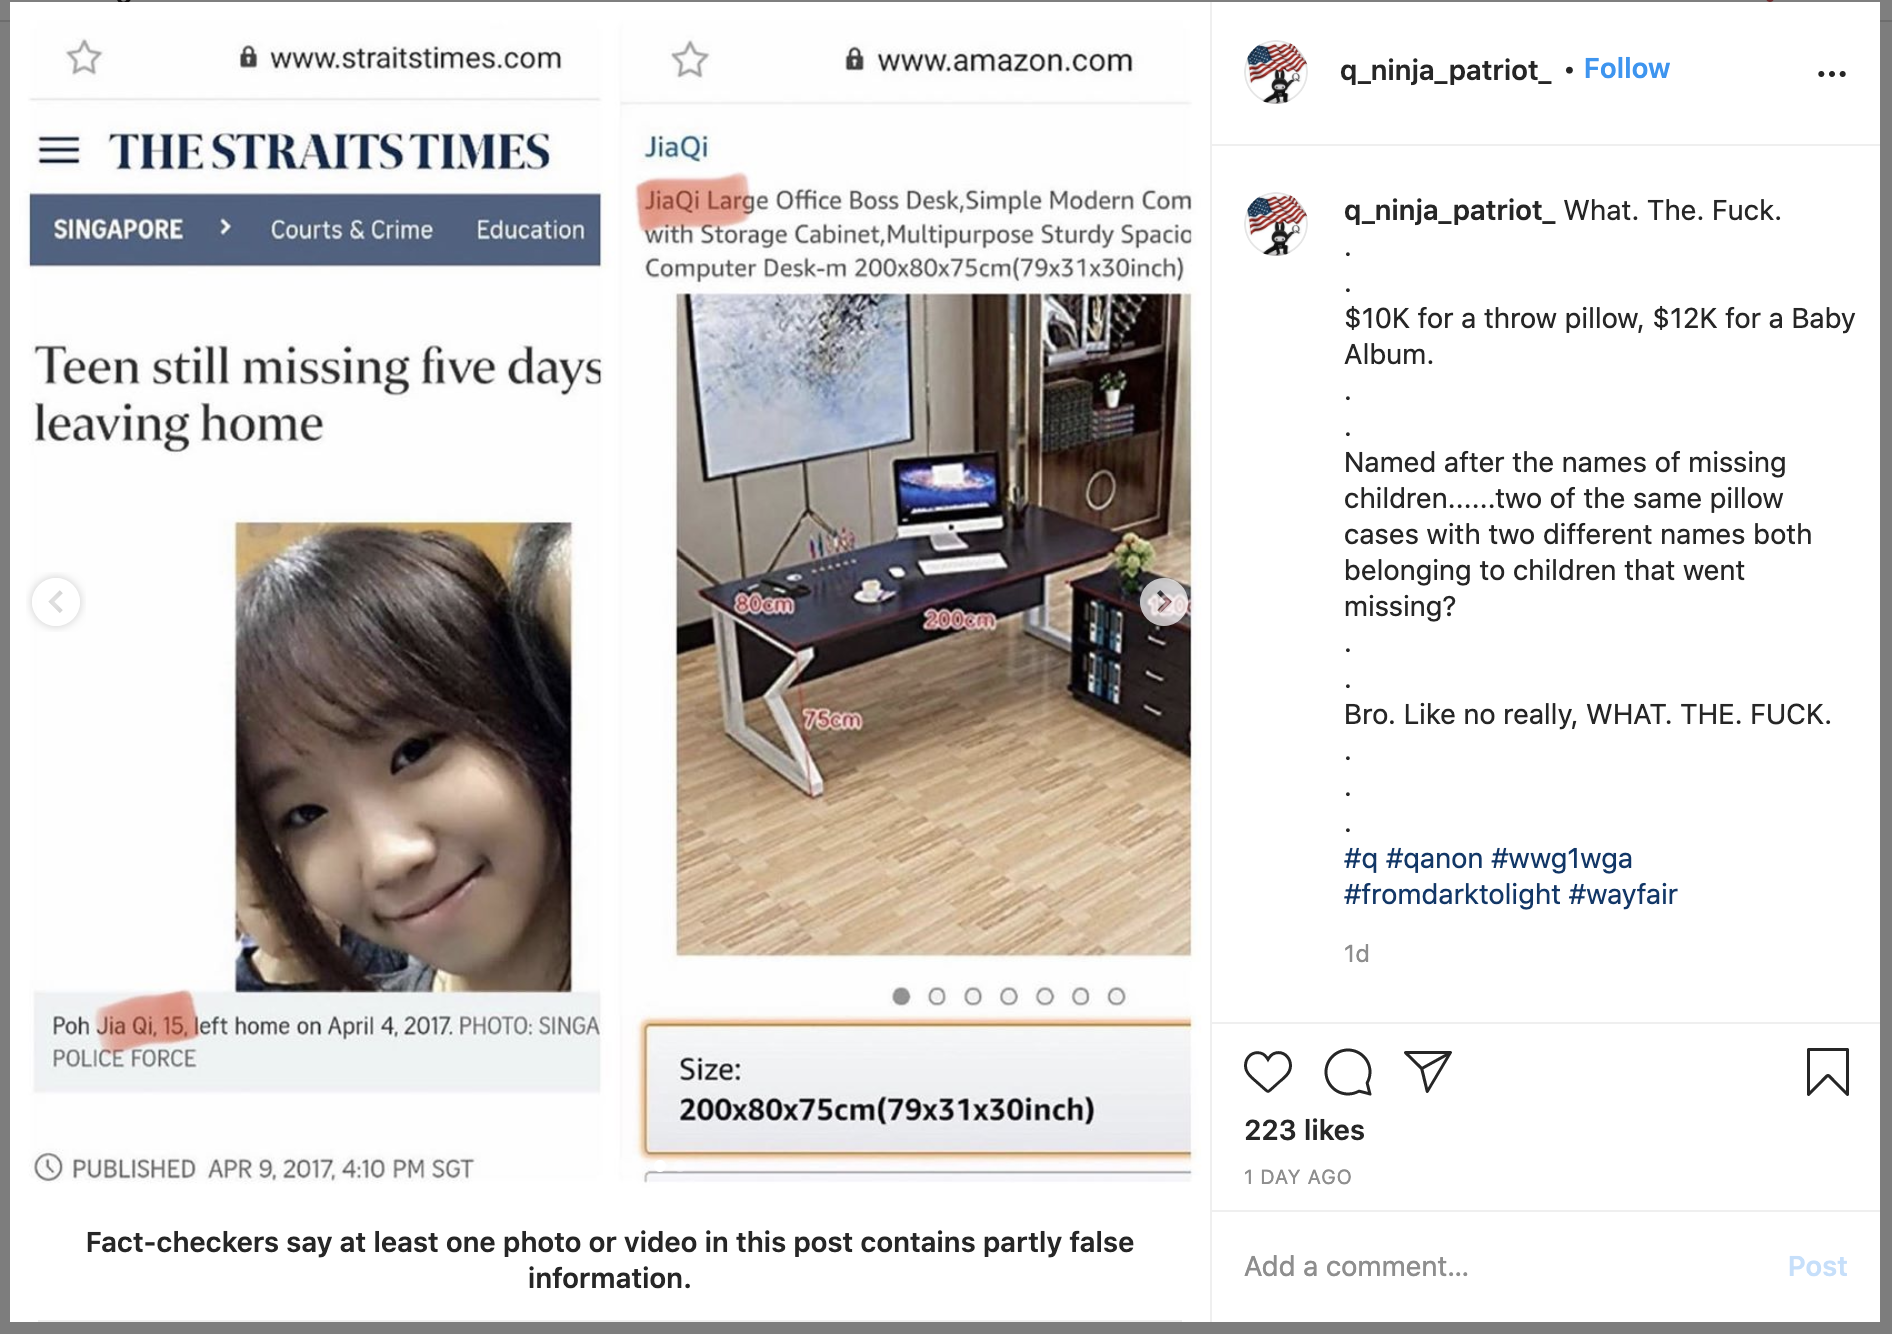 www.straitstimes.com
THE STRAITS TIMES
SINGAPORE > Courts & Crime Education
Teen still missing five days
leaving home
Poh Jia Qi, 15, left home on April 4, 2017. PHOTO: SINGA
POLICE FORCE
PUBLISHED APR 9, 2017, 4:10 PM SGT
www.amazon.com
JiaQi
JiaQi Large Office Boss Desk,Simple Modern Com
with Storage Cabinet,Multipurpose Sturdy Spacio
Computer Desk-m 200x80x75cm(79x31x30inch)
80cm
200cm
75cm
Size:
200x80x75cm(79x31x30inch)
Fact-checkers say at least one photo or video in this post contains partly false
information.
q_ninja_patriot_ • Follow
q_ninja_patriot_ What. The. Fuck.
.
.
$10K for a throw pillow, $12K for a Baby
Album.
.
.
Named after the names of missing
children......two of the same pillow
cases with two different names both
belonging to children that went
missing?
.
.
Bro. Like no really, WHAT. THE. FUCK.
.
.
.
#q #qanon #wwg1wga
#fromdarktolight #wayfair
1d
223 likes
1 DAY AGO
Add a comment...
Post